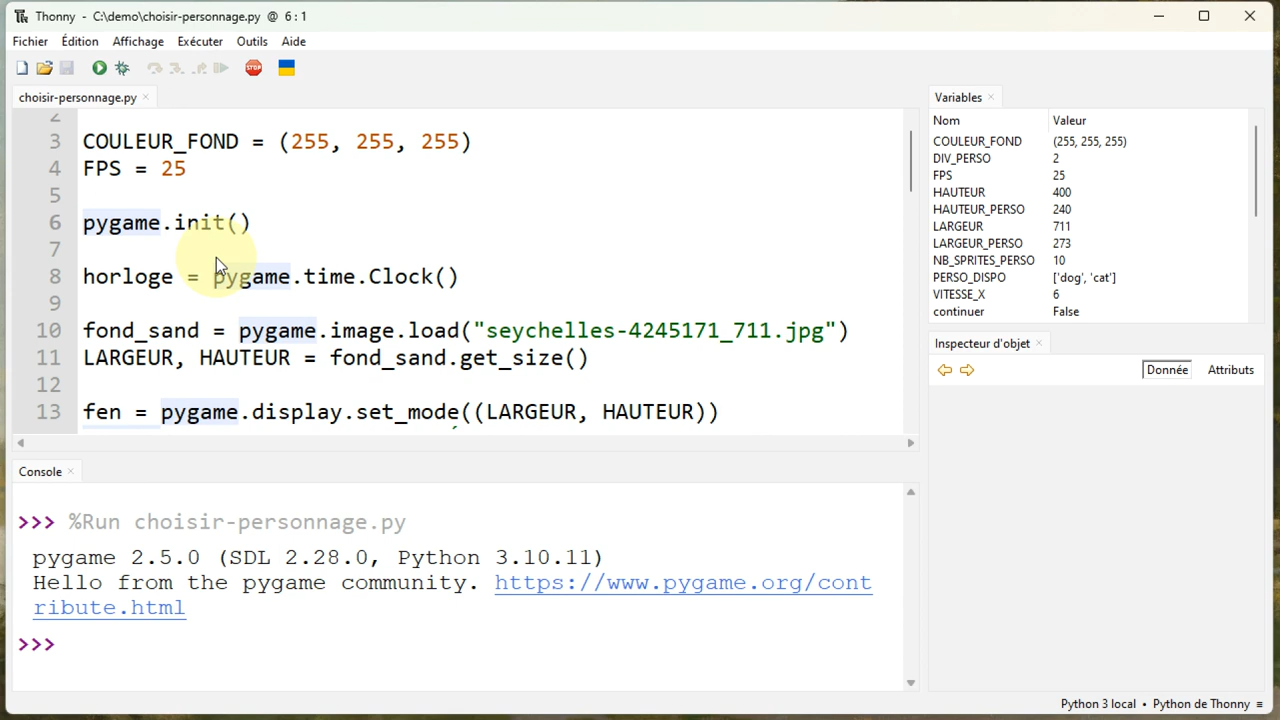 Thonny - C:\demo\choisir-personnage.py @ 6 : 1
Fichier Édition Affichage Exécuter Outils Aide
STOP
choisir-personnage.py ×
2
3 COULEUR_FOND = (255, 255, 255)
4 FPS = 25
5
6 pygame.init()
7
8 horloge = pygame.time.Clock()
9
10 fond_sand = pygame.image.load("seychelles-4245171_711.jpg")
11 LARGEUR, HAUTEUR = fond_sand.get_size()
12
13 fen = pygame.display.set_mode((LARGEUR, HAUTEUR))
Console ×
>>> %Run choisir-personnage.py
pygame 2.5.0 (SDL 2.28.0, Python 3.10.11)
Hello from the pygame community. https://www.pygame.org/cont
ribute.html
>>>
Variables ×
Nom Valeur
COULEUR_FOND (255, 255, 255)
DIV_PERSO 2
FPS 25
HAUTEUR 400
HAUTEUR_PERSO 240
LARGEUR 711
LARGEUR_PERSO 273
NB_SPRITES_PERSO 10
PERSO_DISPO ['dog', 'cat']
VITESSE_X 6
continuer False
Inspecteur d'objet ×
Donnée Attributs
Python 3 local • Python de Thonny ≡